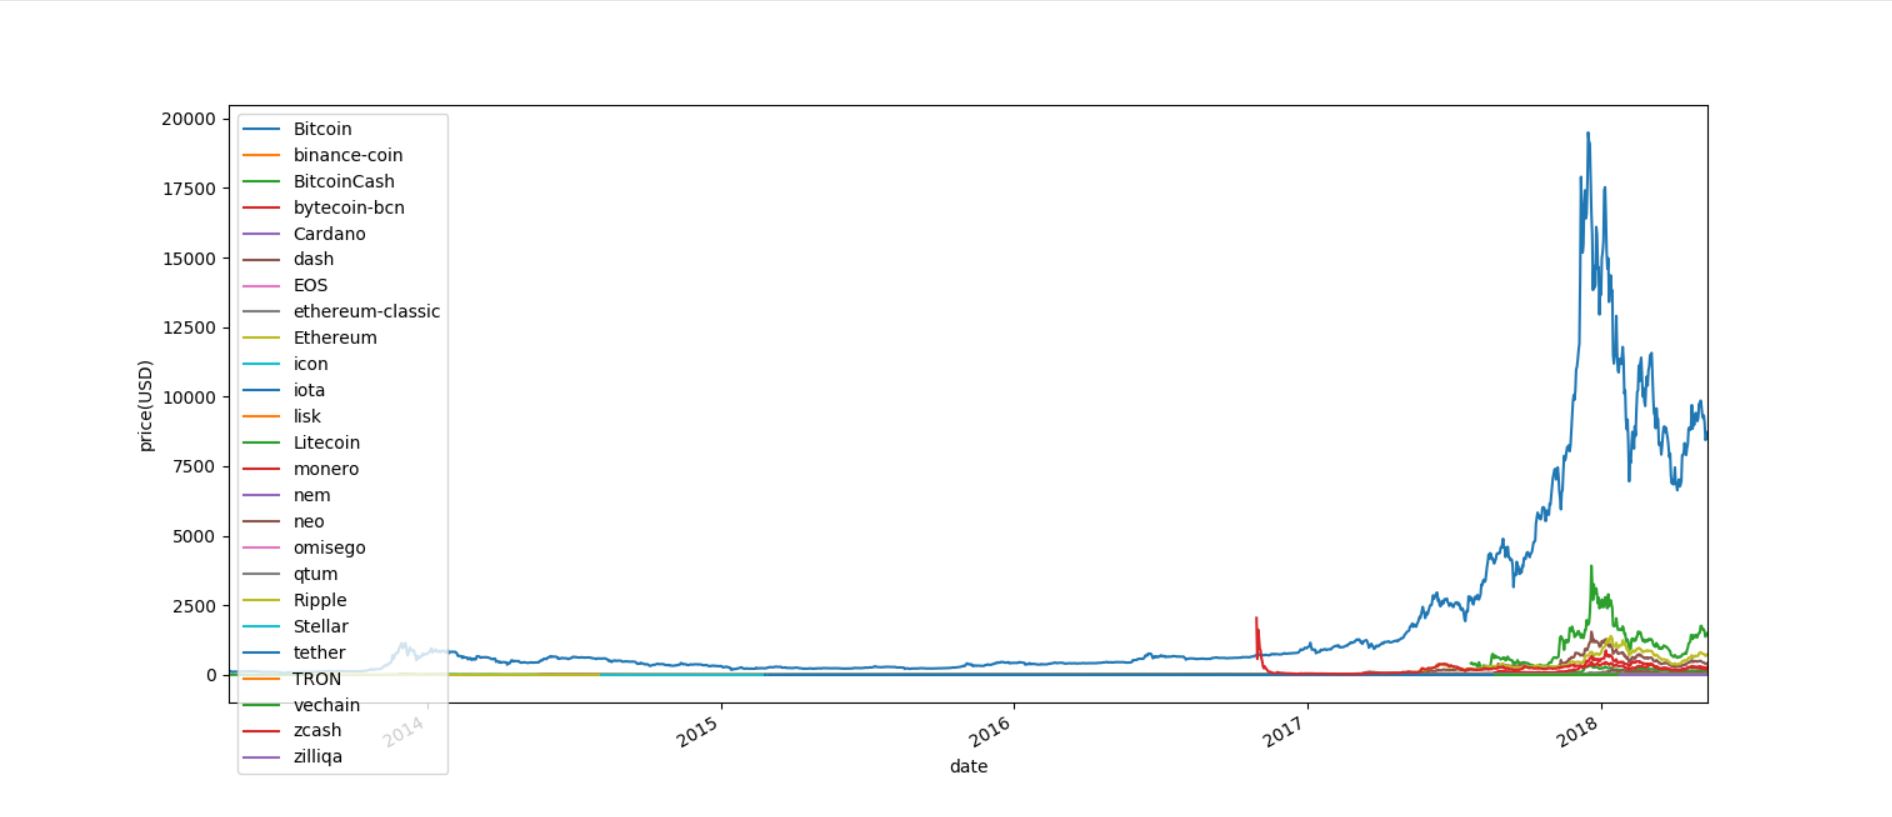 20000
17500
15000
12500
10000
7500
5000
2500
0
price(USD)
Bitcoin
binance-coin
BitcoinCash
bytecoin-bcn
Cardano
dash
EOS
ethereum-classic
Ethereum
icon
iota
lisk
Litecoin
monero
nem
neo
omisego
qtum
Ripple
Stellar
tether
TRON
vechain
zcash
zilliqa
2014 2015 2016 2017 2018
date